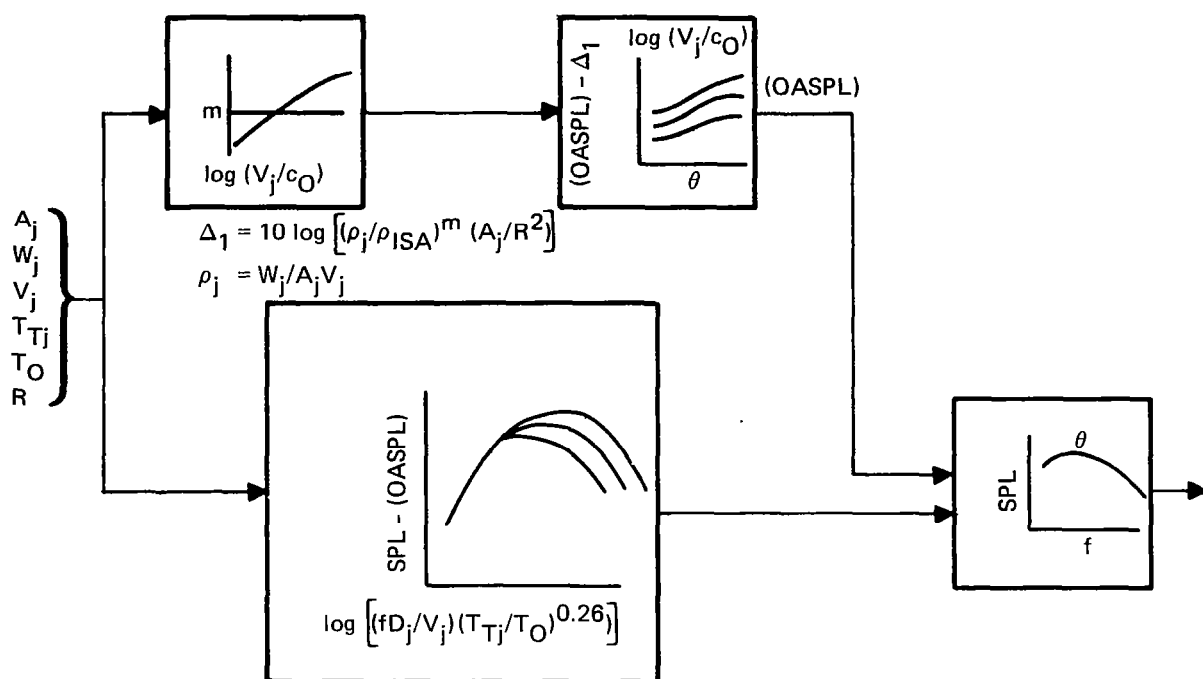 A_j
W_j
V_j
T_Tj
T_O
R
m
log (V_j/c_O)
Δ_1 = 10 log [(ρ_j/ρ_ISA)^m (A_j/R^2)]
ρ_j = W_j/A_jV_j
(OASPL) - Δ_1
log (V_j/c_O)
θ
(OASPL)
SPL - (OASPL)
log [(fD_j/V_j)(T_Tj/T_O)^0.26)]
SPL
θ
f